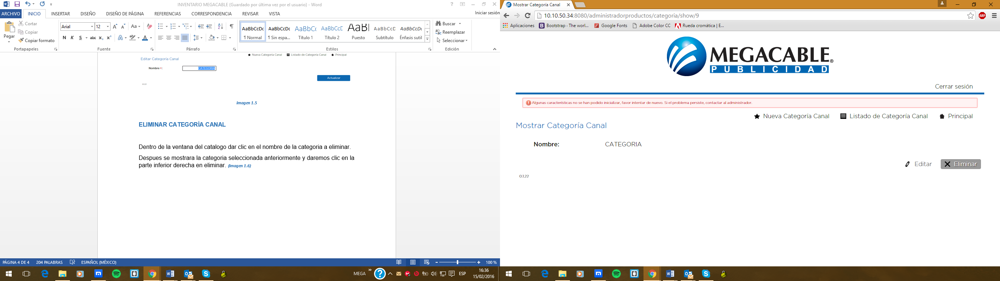 INVENTARIO MEGACABLE (Guardado por última vez por el usuario) - Word
ARCHIVO INICIO INSERTAR DISEÑO DISEÑO DE PÁGINA REFERENCIAS CORRESPONDENCIA REVISAR VISTA Iniciar sesión
Pegar
Cortar
Copiar
Copiar formato
Portapapeles
Arial 12
Fuente
Párrafo
AaBbCcDc AaBbCcDc AaBbCc AaBbCcD AaB AaBbCcD AaBbCcDc
¶ Normal ¶ Sin espa... Título 1 Título 2 Puesto Subtítulo Énfasis sutil
Estilos
Buscar
Reemplazar
Seleccionar
Edición
Nueva Categoría Canal Listado de Categoría Canal Principal
Editar Categoría Canal
Nombre *: CATEGORIA
Actualizar
Imagen 1.5
ELIMINAR CATEGORÍA CANAL
Dentro de la ventana del catalogo dar clic en el nombre de la categoria a eliminar.
Despues se mostrara la categoria seleccionada anteriormente y daremos clic en la
parte inferior derecha en eliminar. (Imagen 1.6)
PÁGINA 4 DE 4 204 PALABRAS ESPAÑOL (MÉXICO) 100 %
MEGA ESP 16:36
15/02/2016
Mostrar Categoría Canal
10.10.50.34:8080/administradorproductos/categoria/show/9
ABP
Aplicaciones Bootstrap · The worl... Google Fonts Adobe Color CC Rueda cromática | E...
MEGACABLE®
PUBLICIDAD
Cerrar sesión
Algunas características no se han podido inicializar, favor intentar de nuevo. Si el problema persiste, contactar al administrador.
Nueva Categoría Canal Listado de Categoría Canal Principal
Mostrar Categoría Canal
Nombre: CATEGORIA
Editar Eliminar
0.1.22